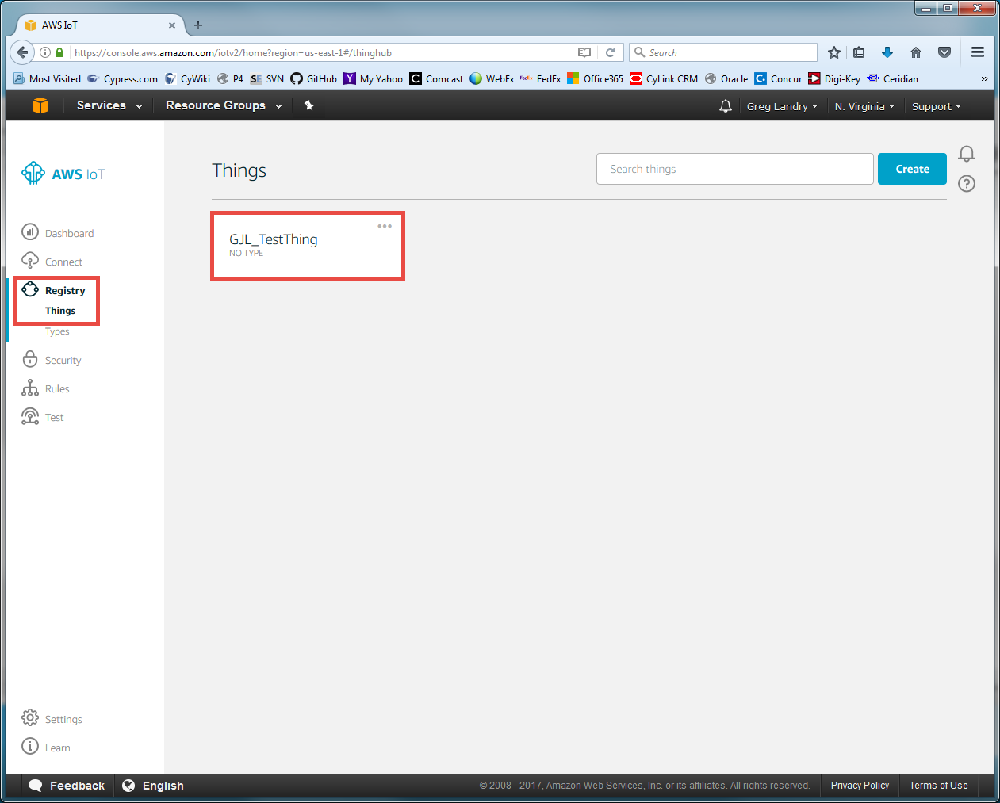 AWS IoT
https://console.aws.amazon.com/iotv2/home?region=us-east-1#/thinghub
Search
Most Visited Cypress.com CyWiki P4 SE SVN GitHub Y My Yahoo C Comcast WebEx FedEx FedEx Office365 CyLink CRM Oracle C. Concur Digi-Key Ceridian »
Services Resource Groups Greg Landry N. Virginia Support
AWS IoT
Things
Search things
Create
GJL_TestThing
NO TYPE
Dashboard
Connect
Registry
Things
Types
Security
Rules
Test
Settings
Learn
Feedback English © 2008 - 2017, Amazon Web Services, Inc. or its affiliates. All rights reserved. Privacy Policy Terms of Use